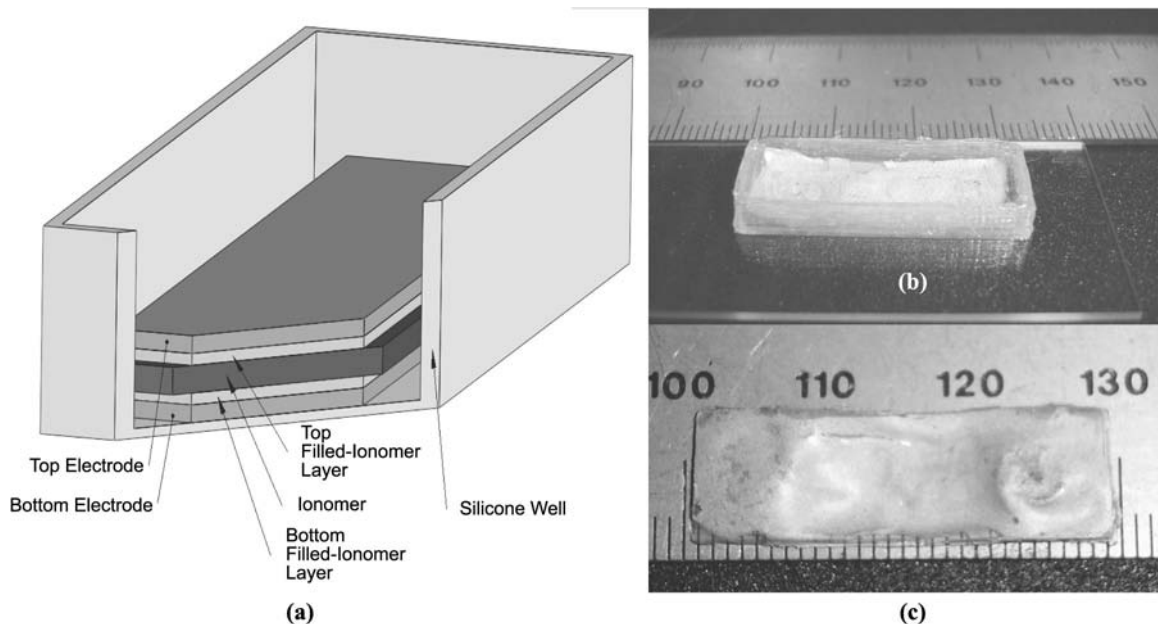 Top Electrode
Bottom Electrode
Top
Filled-Ionomer
Layer
Ionomer
Bottom
Filled-Ionomer
Layer
Silicone Well
(a)
90 100 110 120 130 140 150
(b)
100 110 120 130
(c)